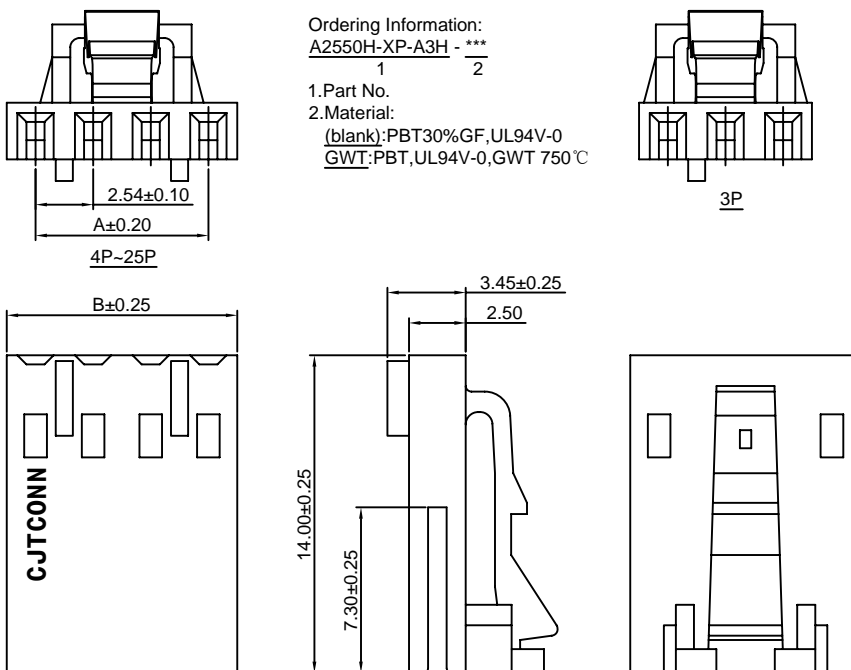 Ordering Information:
A2550H-XP-A3H - ***
1 2
1.Part No.
2.Material:
(blank):PBT30%GF,UL94V-0
GWT:PBT,UL94V-0,GWT 750℃
2.54±0.10
A±0.20
4P~25P
3P
B±0.25
3.45±0.25
2.50
14.00±0.25
7.30±0.25
CJTCONN